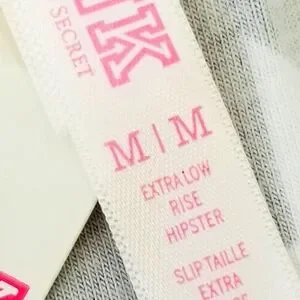 SECRET
M | M
EXTRA LOW
RISE
HIPSTER
SLIP TAILLE
EXTRA